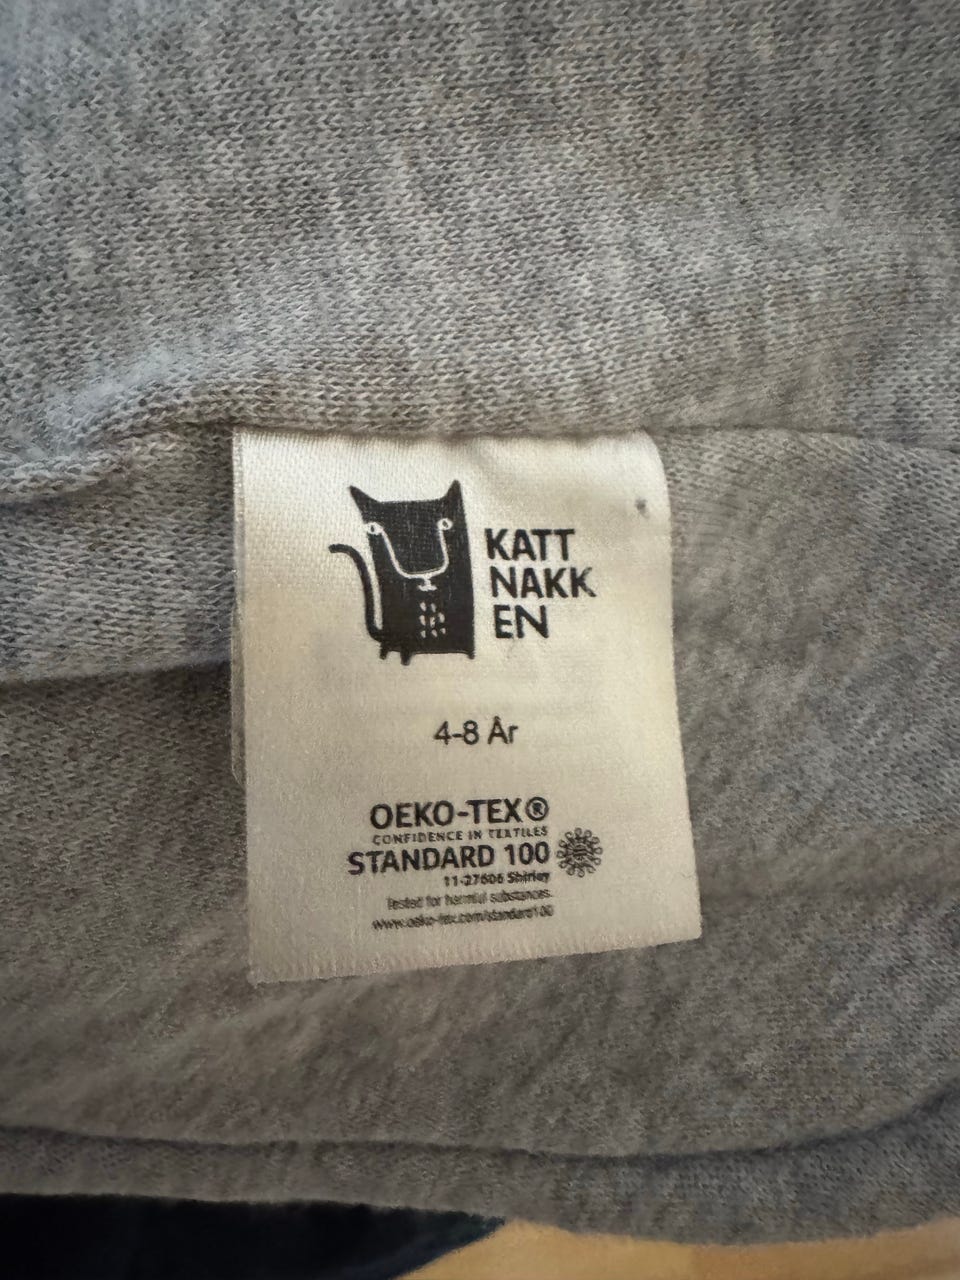 KATT
NAKK
EN
4-8 År
OEKO-TEX®
CONFIDENCE IN TEXTILES
STANDARD 100
11-27606 Shirley
Tested for harmful substances.
www.oeko-tex.com/standard100